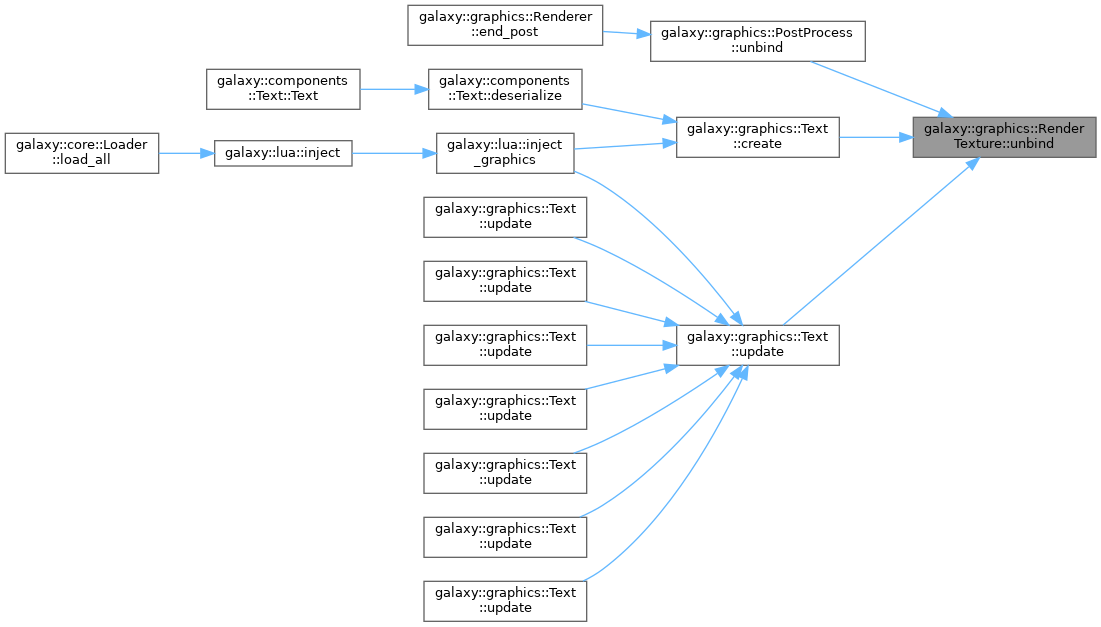 galaxy::graphics::Renderer
::end_post
galaxy::graphics::PostProcess
::unbind
galaxy::components
::Text::Text
galaxy::components
::Text::deserialize
galaxy::graphics::Text
::create
galaxy::graphics::Render
Texture::unbind
galaxy::core::Loader
::load_all
galaxy::lua::inject
galaxy::lua::inject
_graphics
galaxy::graphics::Text
::update
galaxy::graphics::Text
::update
galaxy::graphics::Text
::update
galaxy::graphics::Text
::update
galaxy::graphics::Text
::update
galaxy::graphics::Text
::update
galaxy::graphics::Text
::update
galaxy::graphics::Text
::update